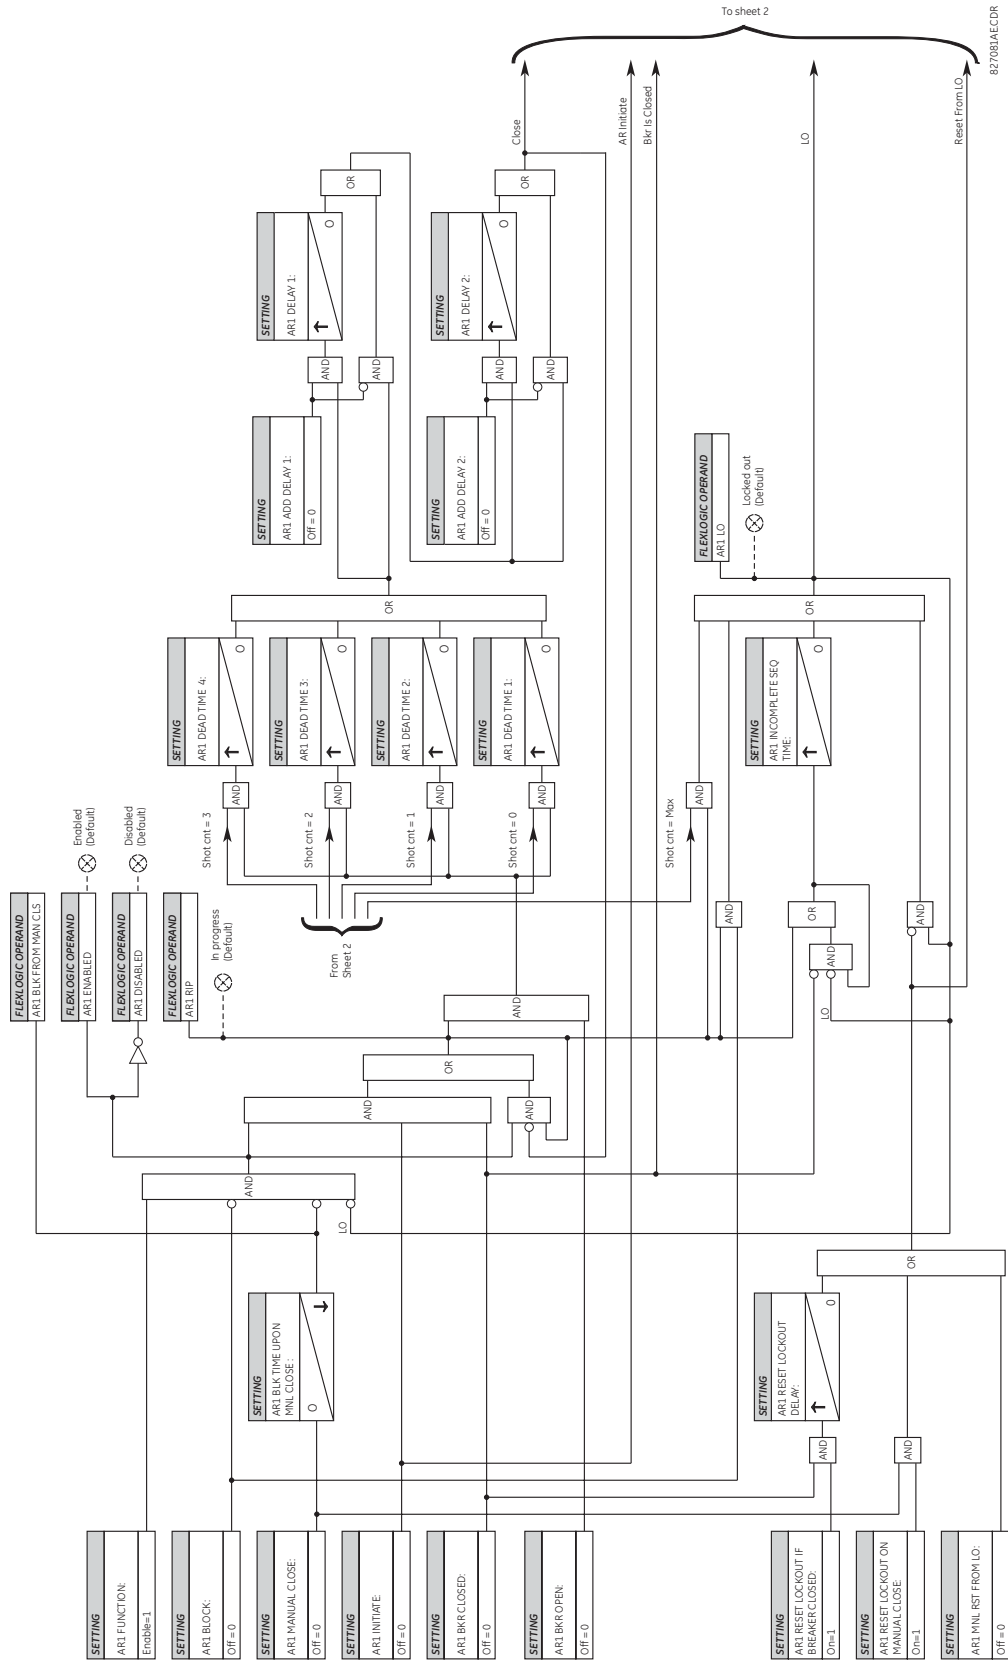 To sheet 2
827081AE.CDR
Close
AR Initiate
Bkr Is Closed
LO
Reset From LO
OR
OR
SETTING
AR1 DELAY 1:
O
SETTING
AR1 DELAY 2:
O
AND
AND
AND
AND
SETTING
AR1 ADD DELAY 1:
Off = 0
SETTING
AR1 ADD DELAY 2:
Off = 0
FLEXLOGIC OPERAND
AR1 LO
Locked out
(Default)
OR
OR
SETTING
AR1 DEAD TIME 4:
O
SETTING
AR1 DEAD TIME 3:
O
SETTING
AR1 DEAD TIME 2:
O
SETTING
AR1 DEAD TIME 1:
O
SETTING
AR1 INCOMPLETE SEQ
TIME:
O
AND
AND
AND
AND
AND
Shot cnt = 3
Shot cnt = 2
Shot cnt = 1
Shot cnt = 0
Shot cnt = Max
Enabled
(Default)
Disabled
(Default)
FLEXLOGIC OPERAND
AR1 BLK FROM MAN CLS
FLEXLOGIC OPERAND
AR1 ENABLED
FLEXLOGIC OPERAND
AR1 DISABLED
FLEXLOGIC OPERAND
AR1 RIP
In progress
(Default)
From
Sheet 2
AND
OR
AND
AND
LO
AND
OR
AND
AND
AND
LO
OR
SETTING
AR1 BLK TIME UPON
MNL CLOSE :
O
SETTING
AR1 RESET LOCKOUT
DELAY:
0
AND
AND
SETTING
AR1 FUNCTION:
Enable=1
SETTING
AR1 BLOCK:
Off = 0
SETTING
AR1 MANUAL CLOSE:
Off = 0
SETTING
AR1 INITIATE:
Off = 0
SETTING
AR1 BKR CLOSED:
Off = 0
SETTING
AR1 BKR OPEN:
Off = 0
SETTING
AR1 RESET LOCKOUT IF
BREAKER CLOSED:
On=1
SETTING
AR1 RESET LOCKOUT ON
MANUAL CLOSE:
On=1
SETTING
AR1 MNL RST FROM LO:
Off = 0